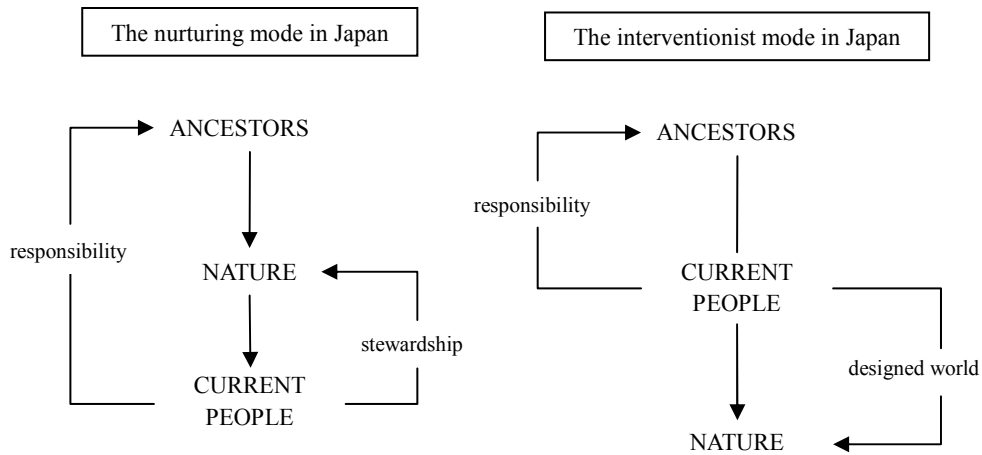 The nurturing mode in Japan
ANCESTORS
responsibility
NATURE
stewardship
CURRENT
PEOPLE
The interventionist mode in Japan
ANCESTORS
responsibility
CURRENT
PEOPLE
designed world
NATURE